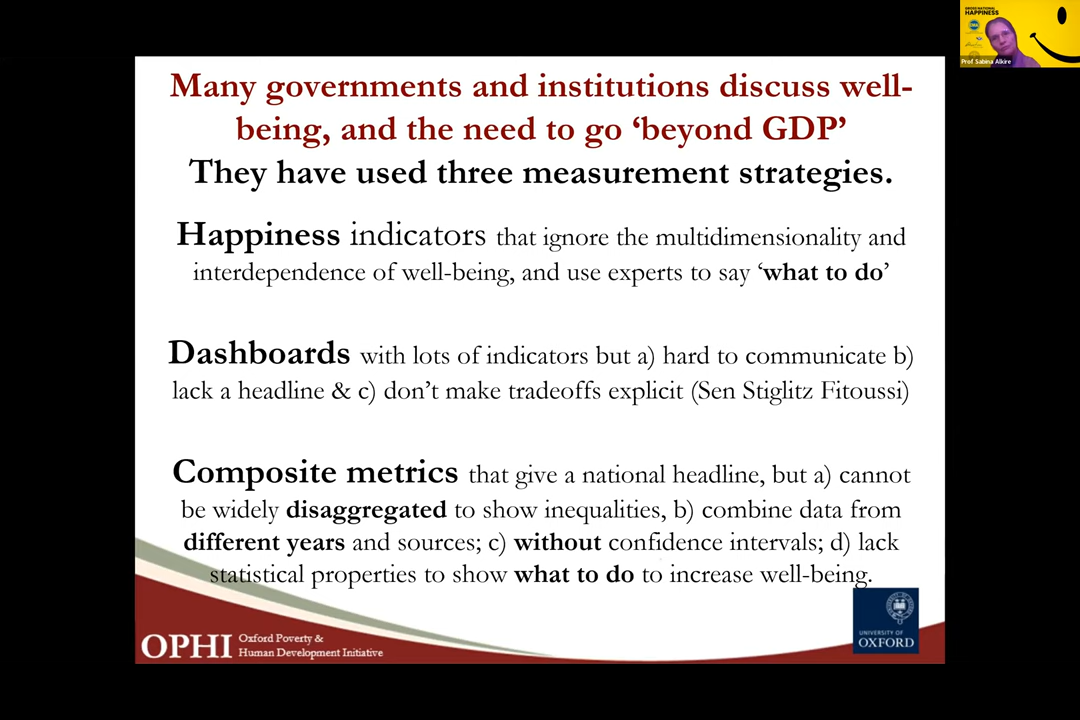 Many governments and institutions discuss well-
being, and the need to go ‘beyond GDP’
They have used three measurement strategies.
Happiness indicators that ignore the multidimensionality and
interdependence of well-being, and use experts to say ‘what to do’
Dashboards with lots of indicators but a) hard to communicate b)
lack a headline & c) don’t make tradeoffs explicit (Sen Stiglitz Fitoussi)
Composite metrics that give a national headline, but a) cannot
be widely disaggregated to show inequalities, b) combine data from
different years and sources; c) without confidence intervals; d) lack
statistical properties to show what to do to increase well-being.
OPHI
Oxford Poverty &
Human Development Initiative
UNIVERSITY OF
OXFORD
GROSS NATIONAL
HAPPINESS
Prof Sabina Alkire